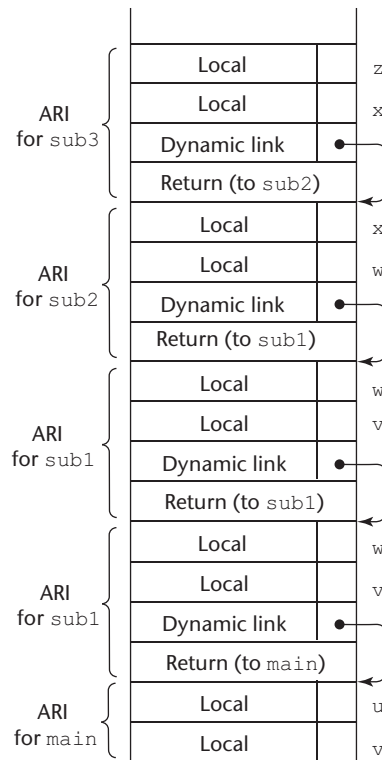 Local z
Local x
ARI
for sub3
Dynamic link
Return (to sub2)
Local x
Local w
ARI
for sub2
Dynamic link
Return (to sub1)
Local w
Local v
ARI
for sub1
Dynamic link
Return (to sub1)
Local w
Local v
ARI
for sub1
Dynamic link
Return (to main)
Local u
ARI
for main
Local v